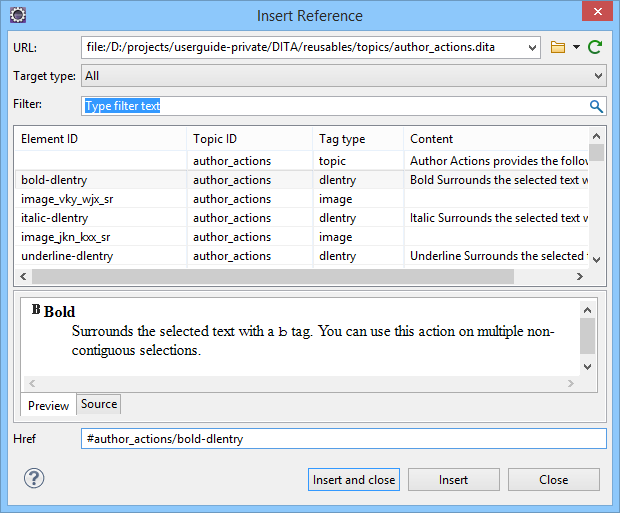 Insert Reference
URL: file:/D:/projects/userguide-private/DITA/reusables/topics/author_actions.dita
Target type: All
Filter: Type filter text
Element ID Topic ID Tag type Content
author_actions topic Author Actions provides the follow
bold-dlentry author_actions dlentry Bold Surrounds the selected text w
image_vky_wjx_sr author_actions image
italic-dlentry author_actions dlentry Italic Surrounds the selected text w
image_jkn_kxx_sr author_actions image
underline-dlentry author_actions dlentry Underline Surrounds the selected
B Bold
Surrounds the selected text with a b tag. You can use this action on multiple non-
contiguous selections.
Preview Source
Href #author_actions/bold-dlentry
? Insert and close Insert Close